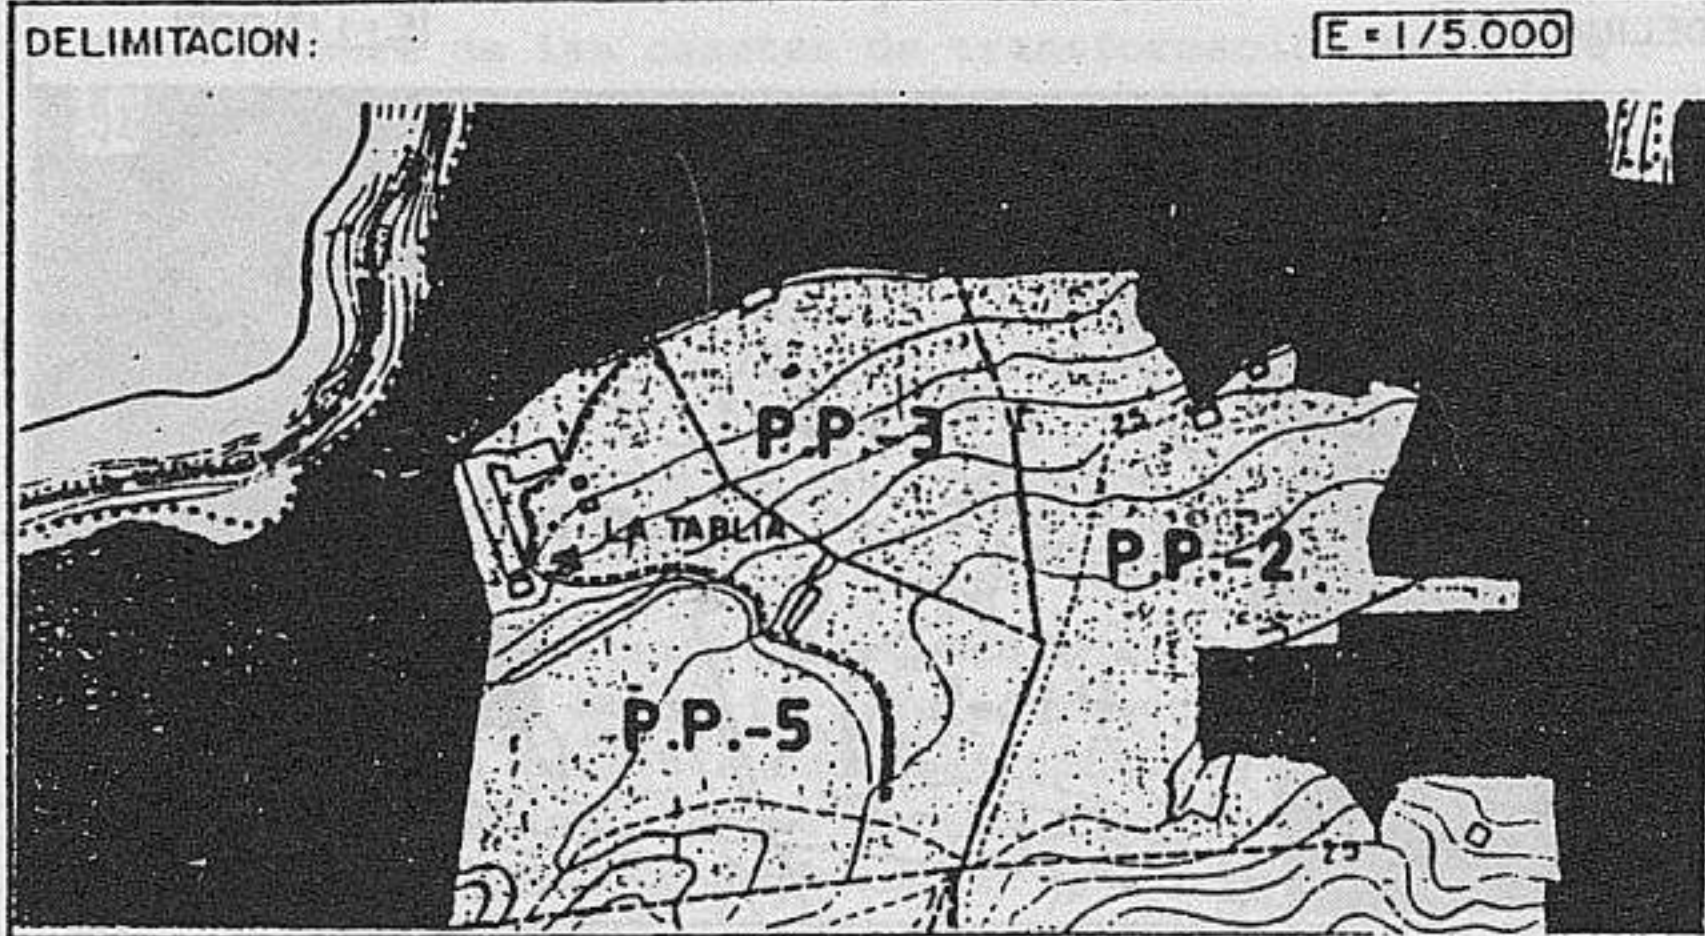 DELIMITACION:
E = 1/5.000
P.P.-3
25
LA TABLIA
P.P.-2
P.P.-5
25